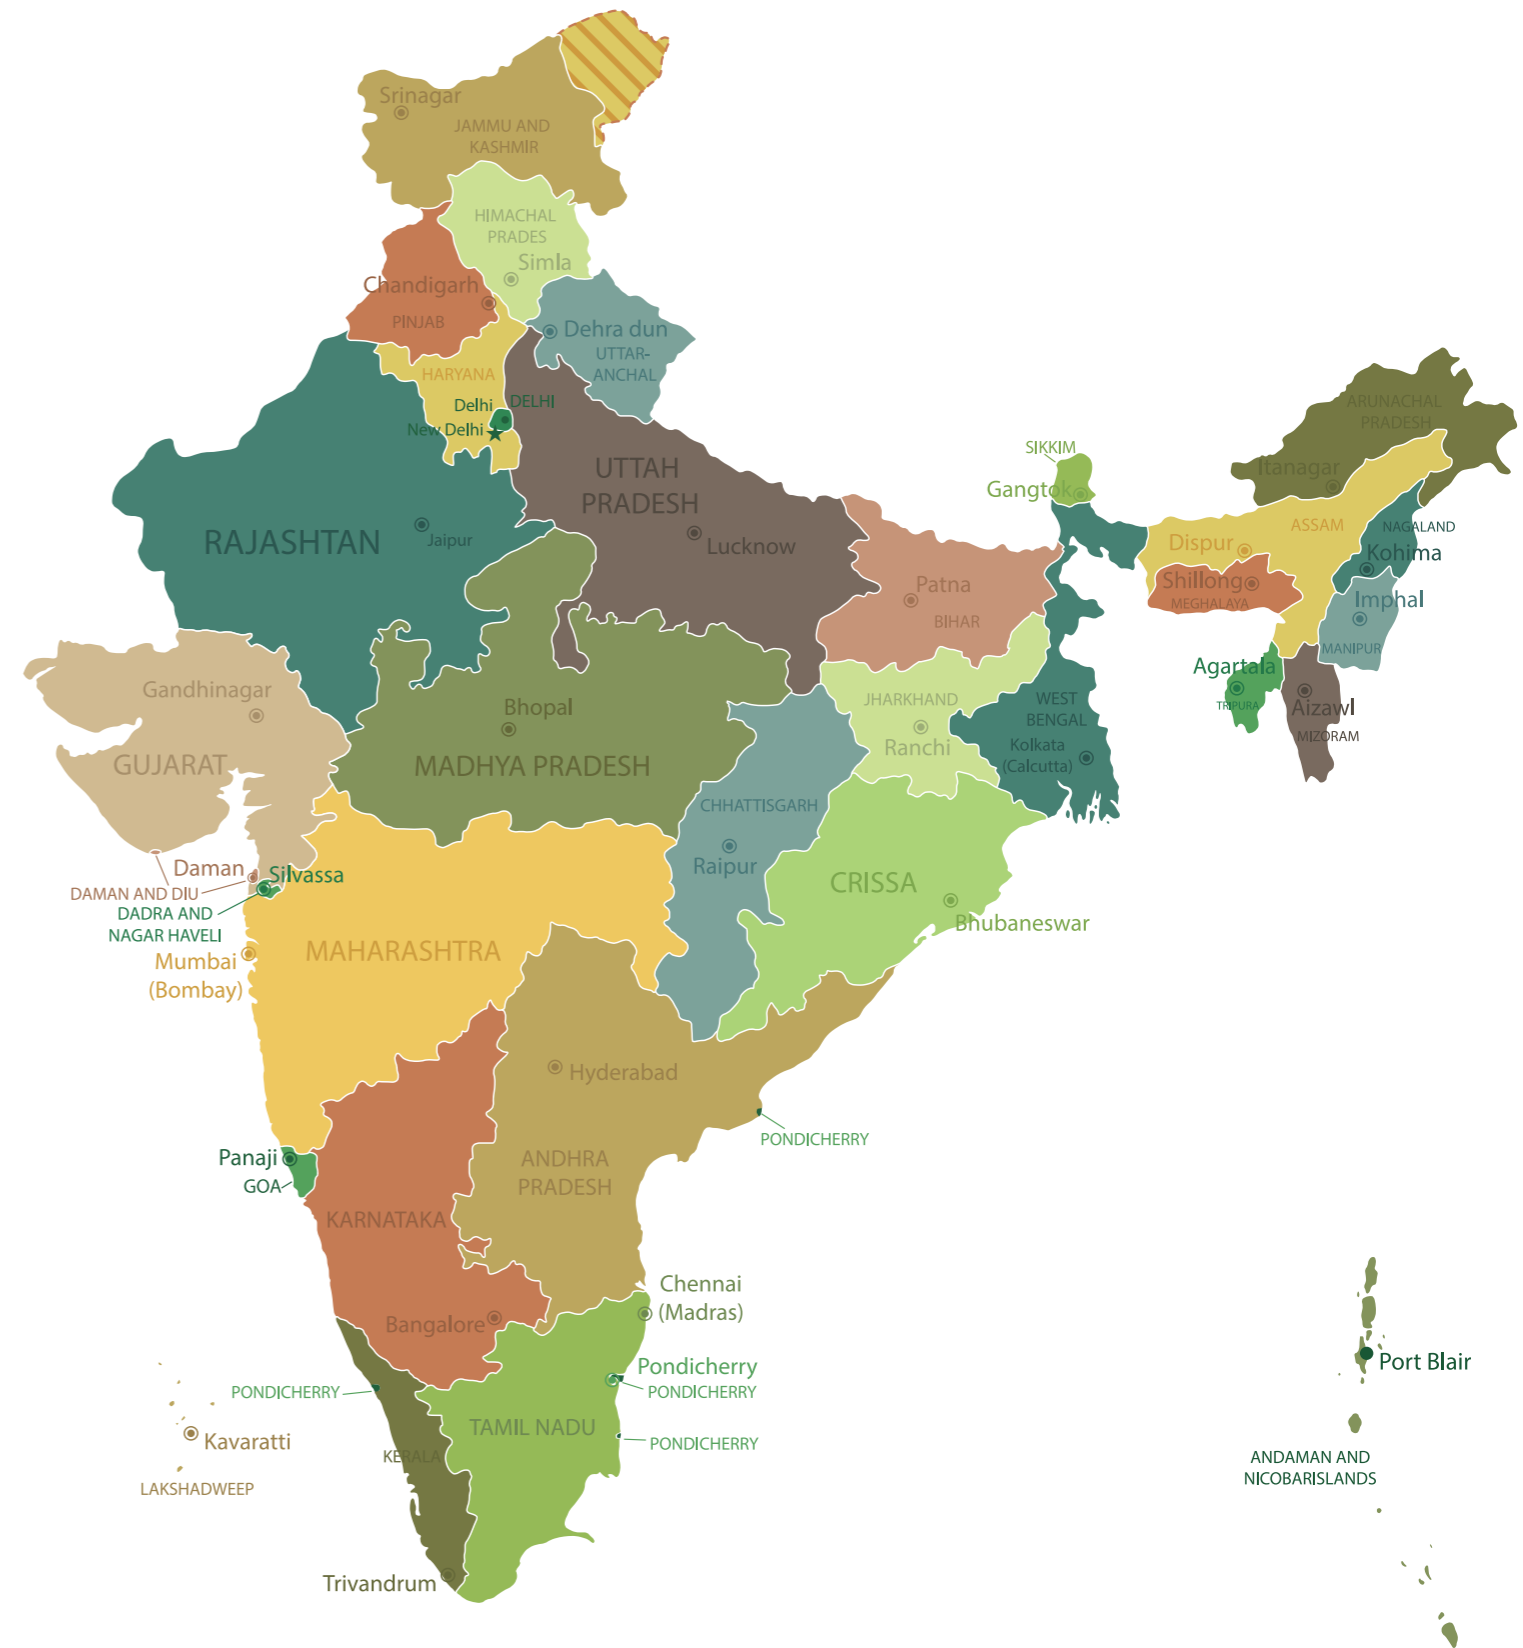 Srinagar
JAMMU AND
KASHMIR
HIMACHAL
PRADES
Simla
Chandigarh
PINJAB
Dehra dun
UTTAR-
ANCHAL
HARYANA
Delhi
DELHI
New Delhi
UTTAH
PRADESH
Lucknow
RAJASHTAN
Jaipur
SIKKIM
Gangtok
ARUNACHAL
PRADESH
Itanagar
ASSAM
NAGALAND
Dispur
Kohima
Shillong
MEGHALAYA
Imphal
MANIPUR
Agartala
TRIPURA
Aizawl
MIZORAM
Patna
BIHAR
JHARKHAND
Ranchi
WEST
BENGAL
Kolkata
(Calcutta)
Gandhinagar
GUJARAT
Bhopal
MADHYA PRADESH
CHHATTISGARH
Raipur
CRISSA
Bhubaneswar
Daman
DAMAN AND DIU
Silvassa
DADRA AND
NAGAR HAVELI
Mumbai
(Bombay)
MAHARASHTRA
Hyderabad
ANDHRA
PRADESH
PONDICHERRY
Panaji
GOA
KARNATAKA
Bangalore
Chennai
(Madras)
Pondicherry
PONDICHERRY
PONDICHERRY
PONDICHERRY
TAMIL NADU
KERALA
Kavaratti
LAKSHADWEEP
Trivandrum
Port Blair
ANDAMAN AND
NICOBARISLANDS